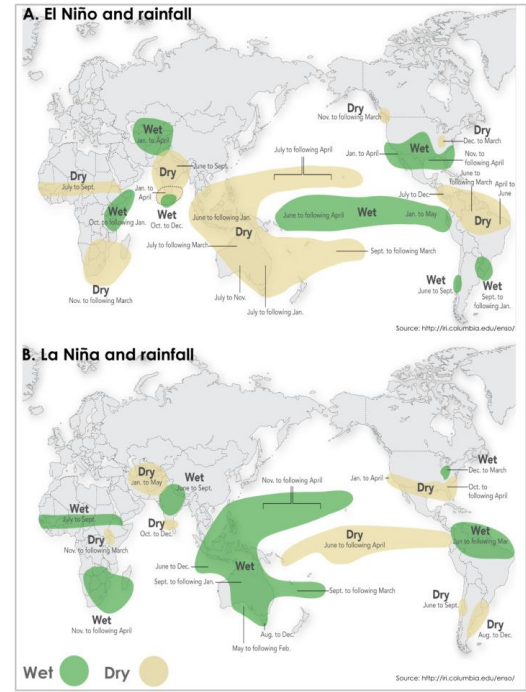 A. El Niño and rainfall
Wet
Jan. to April
Dry
Nov. to following March
Dry
Dec. to March
Dry
June to Sept.
July to following April
Jan. to April
Wet
Nov. to
following April
Dry
July to Sept.
Jan. to
April
June to
following March
April to
June
July to Dec.
Wet
Oct. to following Jan.
Wet
Oct. to Dec.
June to following Jan.
June to following April
Wet
Jan. to May
Dry
July to following March
Dry
Sept. to following March
Dry
Nov. to following March
July to Nov.
July to following Jan.
Wet
June to Sept.
Wet
Sept. to
following Jan.
Source: http://iri.columbia.edu/enso/
B. La Niña and rainfall
Dry
Jan. to May
Wet
June to Sept.
Nov. to following April
Wet
Dec. to March
Jan. to April
Dry
Oct. to
following April
Wet
July to Sept.
Dry
Oct. to Dec.
Dry
Nov. to following March
Dry
June to following April
Wet
Jun to following Mar
June to Dec.
Wet
Sept. to following Jan.
Sept. to following March
Wet
Nov. to following April
Aug. to Dec.
May to following Feb.
Dry
June to Sept.
Dry
Aug. to Dec.
Wet
Dry
Source: http://iri.columbia.edu/enso/